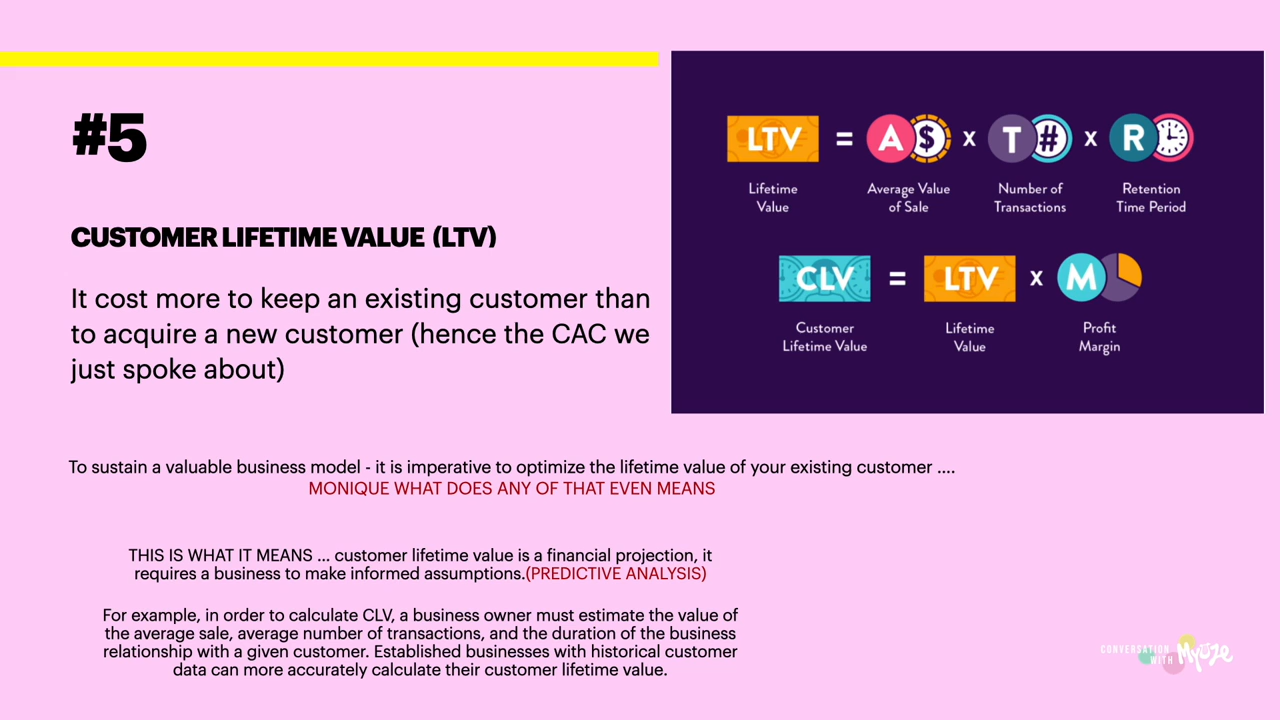 #5
CUSTOMER LIFETIME VALUE (LTV)
It cost more to keep an existing customer than
to acquire a new customer (hence the CAC we
just spoke about)
LTV = A $ x T # x R
Lifetime Value
Average Value of Sale
Number of Transactions
Retention Time Period
CLV = LTV x M
Customer Lifetime Value
Lifetime Value
Profit Margin
To sustain a valuable business model - it is imperative to optimize the lifetime value of your existing customer ....
MONIQUE WHAT DOES ANY OF THAT EVEN MEANS
THIS IS WHAT IT MEANS ... customer lifetime value is a financial projection, it
requires a business to make informed assumptions.(PREDICTIVE ANALYSIS)
For example, in order to calculate CLV, a business owner must estimate the value of
the average sale, average number of transactions, and the duration of the business
relationship with a given customer. Established businesses with historical customer
data can more accurately calculate their customer lifetime value.
CONVERSATION
WITH